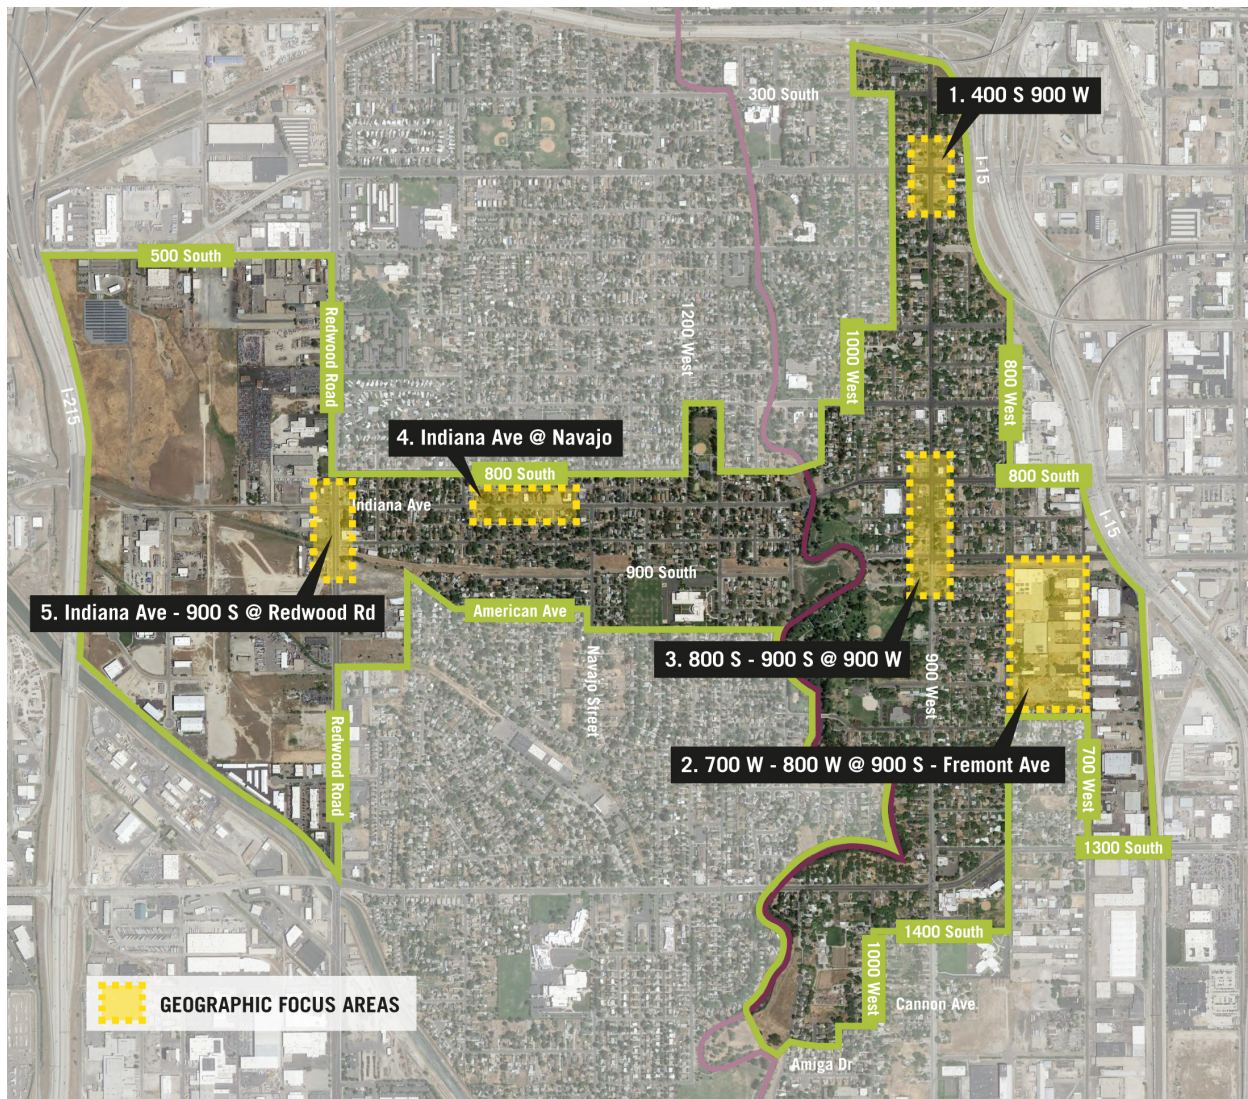 300 South
1. 400 S 900 W
I-15
500 South
Redwood Road
1200 West
1000 West
800 West
I-215
4. Indiana Ave @ Navajo
800 South
800 South
Indiana Ave
I-15
900 South
5. Indiana Ave - 900 S @ Redwood Rd
American Ave
3. 800 S - 900 S @ 900 W
Navajo Street
900 West
2. 700 W - 800 W @ 900 S - Fremont Ave
Redwood Road
700 West
1300 South
1400 South
1000 West
Cannon Ave.
GEOGRAPHIC FOCUS AREAS
Amiga Dr